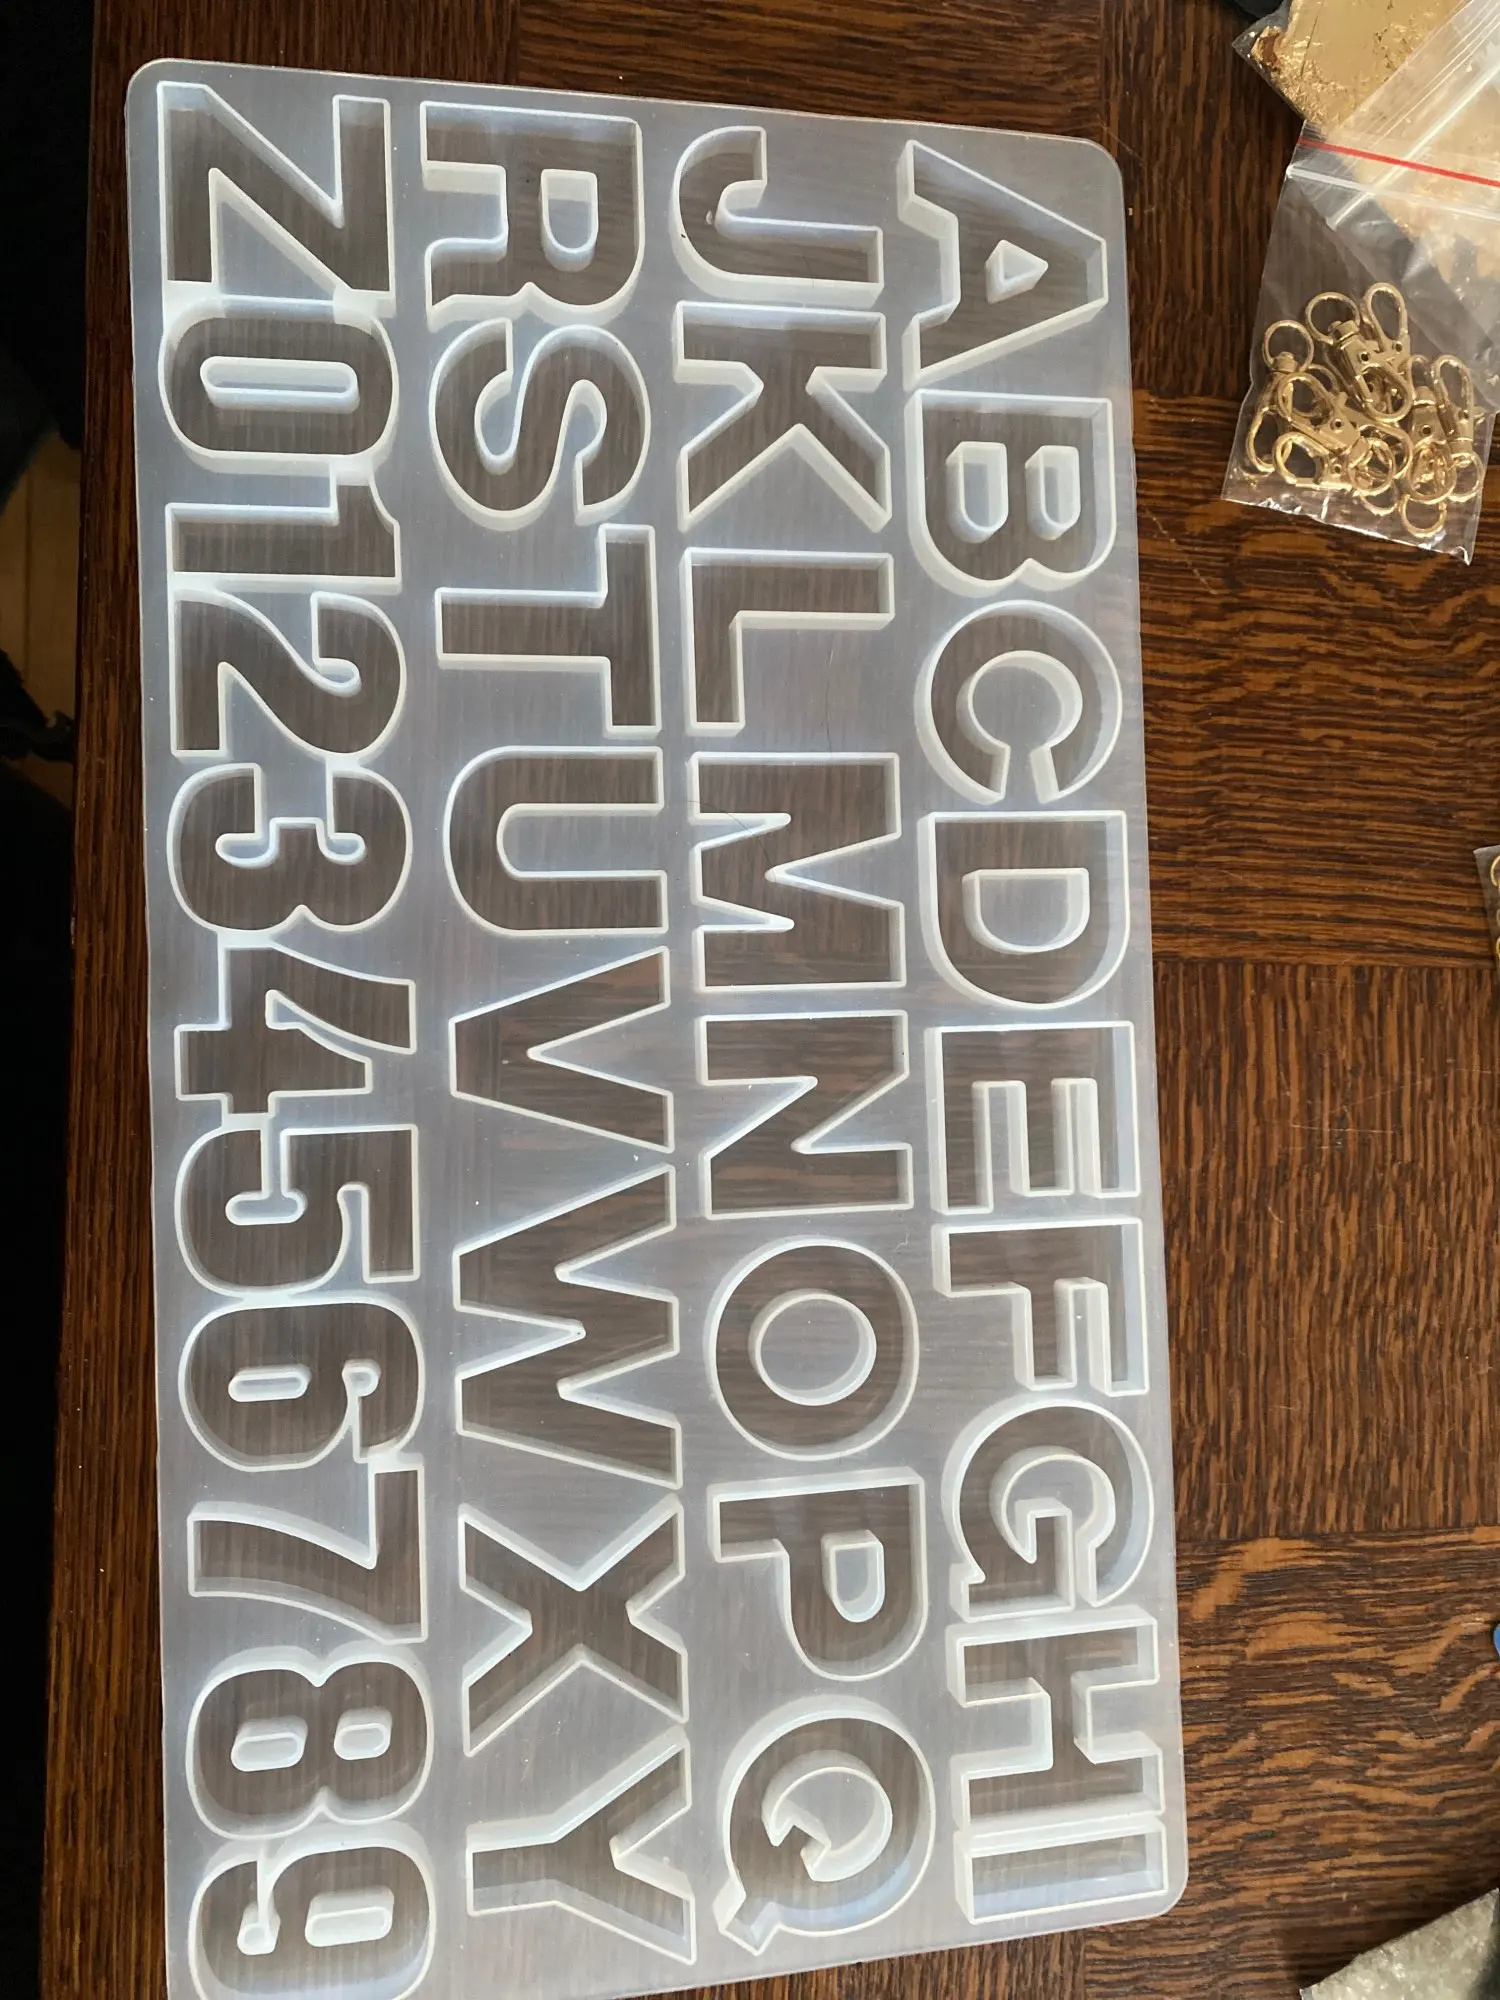 ABCDEFGHI
JKLMNOPQ
RSTUVWXY
Z0123456789